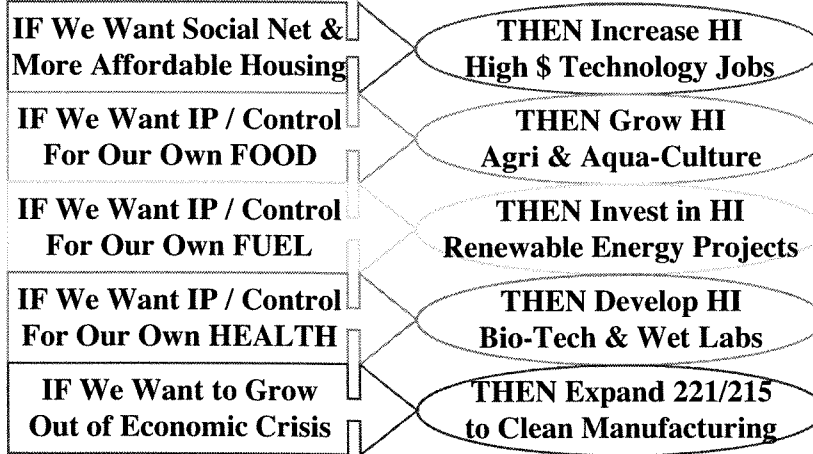 IF We Want Social Net &
More Affordable Housing
THEN Increase HI
High $ Technology Jobs
IF We Want IP / Control
For Our Own FOOD
THEN Grow HI
Agri & Aqua-Culture
IF We Want IP / Control
For Our Own FUEL
THEN Invest in HI
Renewable Energy Projects
IF We Want IP / Control
For Our Own HEALTH
THEN Develop HI
Bio-Tech & Wet Labs
IF We Want to Grow
Out of Economic Crisis
THEN Expand 221/215
to Clean Manufacturing